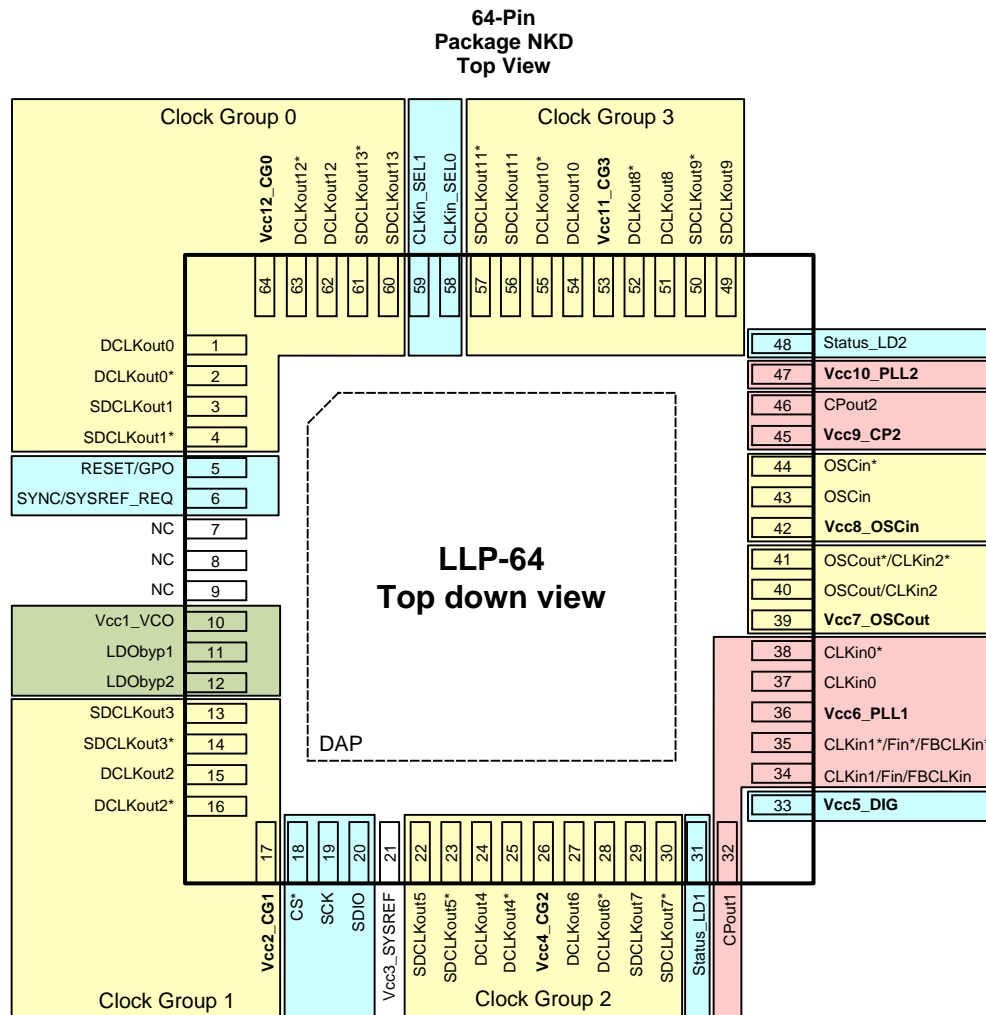 64-Pin
Package NKD
Top View
Clock Group 0
Clock Group 3
Vcc12_CG0
DCLKout12*
DCLKout12
SDCLKout13*
SDCLKout13
CLKin_SEL1
CLKin_SEL0
SDCLKout11*
SDCLKout11
DCLKout10*
DCLKout10
Vcc11_CG3
DCLKout8*
DCLKout8
SDCLKout9*
SDCLKout9
64
63
62
61
60
59
58
57
56
55
54
53
52
51
50
49
DCLKout0 1
DCLKout0* 2
SDCLKout1 3
SDCLKout1* 4
RESET/GPO 5
SYNC/SYSREF_REQ 6
NC 7
NC 8
NC 9
Vcc1_VCO 10
LDObyp1 11
LDObyp2 12
SDCLKout3 13
SDCLKout3* 14
DCLKout2 15
DCLKout2* 16
LLP-64
Top down view
DAP
48 Status_LD2
47 Vcc10_PLL2
46 CPout2
45 Vcc9_CP2
44 OSCin*
43 OSCin
42 Vcc8_OSCin
41 OSCout*/CLKin2*
40 OSCout/CLKin2
39 Vcc7_OSCout
38 CLKin0*
37 CLKin0
36 Vcc6_PLL1
35 CLKin1*/Fin*/FBCLKin*
34 CLKin1/Fin/FBCLKin
33 Vcc5_DIG
17
18
19
20
21
22
23
24
25
26
27
28
29
30
31
32
Vcc2_CG1
CS*
SCK
SDIO
Vcc3_SYSREF
SDCLKout5
SDCLKout5*
DCLKout4
DCLKout4*
Vcc4_CG2
DCLKout6
DCLKout6*
SDCLKout7
SDCLKout7*
Status_LD1
CPout1
Clock Group 1
Clock Group 2